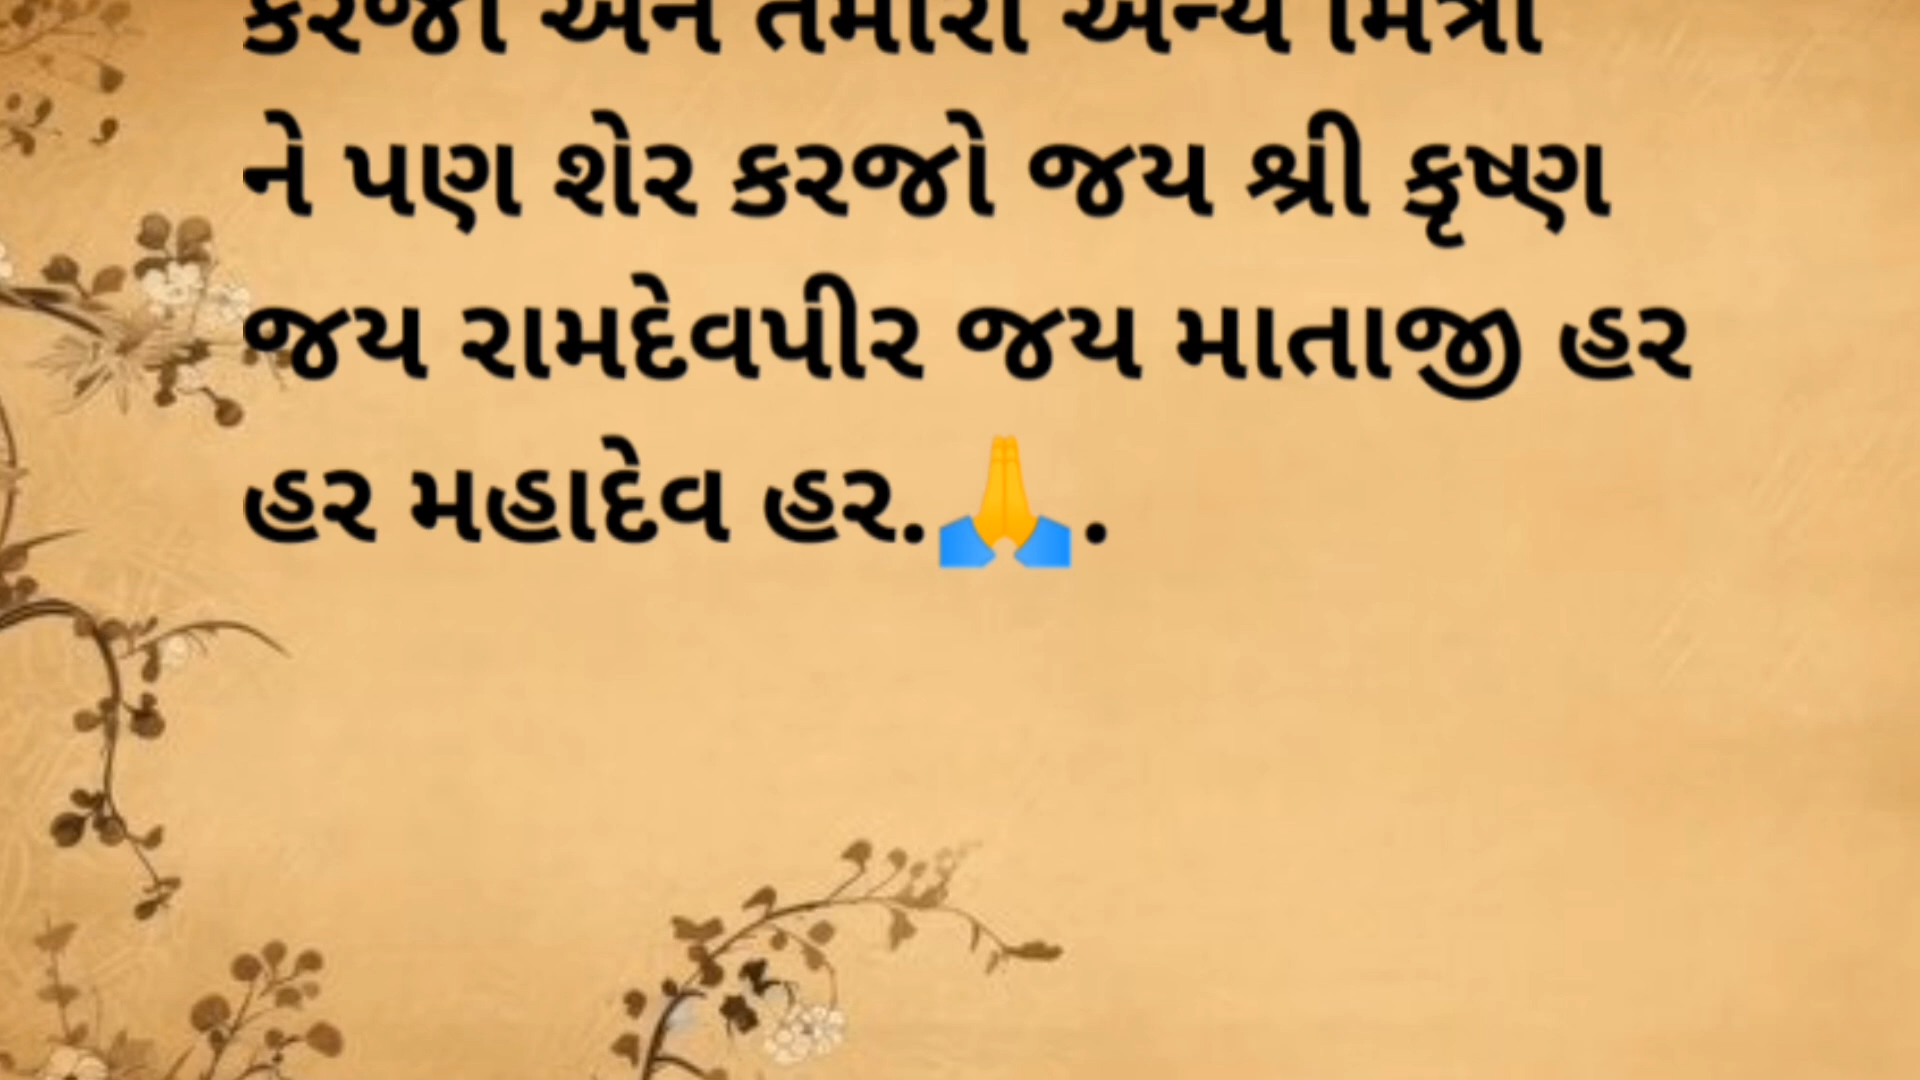 કરજો અને તમારા અન્ય મિત્રો
ને પણ શેર કરજો જય શ્રી કૃષ્ણ
જય રામદેવપીર જય માતાજી હર
હર મહાદેવ હર.🙏.